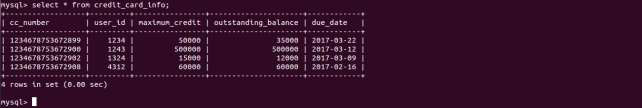 mysql> select * from credit_card_info;
+------------------+---------+----------------+---------------------+------------+
| cc_number | user_id | maximum_credit | outstanding_balance | due_date |
+------------------+---------+----------------+---------------------+------------+
| 1234678753672899 | 1234 | 50000 | 35000 | 2017-03-22 |
| 1234678753672900 | 1243 | 500000 | 500000 | 2017-03-12 |
| 1234678753672902 | 1324 | 15000 | 12000 | 2017-03-09 |
| 1234678753672908 | 4312 | 60000 | 60000 | 2017-02-16 |
+------------------+---------+----------------+---------------------+------------+
4 rows in set (0.00 sec)
mysql>